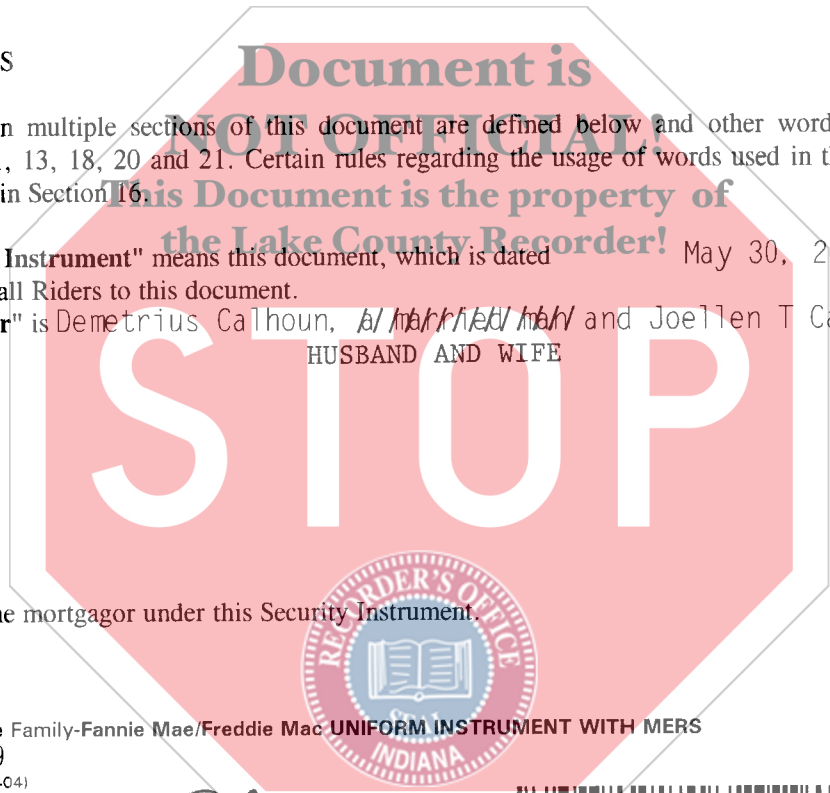 S
Document is
n multiple sections of this document are defined below and other word
NOT OFFICIAL!
, 13, 18, 20 and 21. Certain rules regarding the usage of words used in t
in Section 16.
This Document is the property of
the Lake County Recorder!
Instrument" means this document, which is dated May 30, 2
all Riders to this document.
r" is Demetrius Calhoun, a married man and Joellen T Ca
HUSBAND AND WIFE
STOP
e mortgagor under this Security Instrument.
RECORDER'S OFFICE
SEAL
INDIANA
e Family-Fannie Mae/Freddie Mac UNIFORM INSTRUMENT WITH MERS
9
-04)